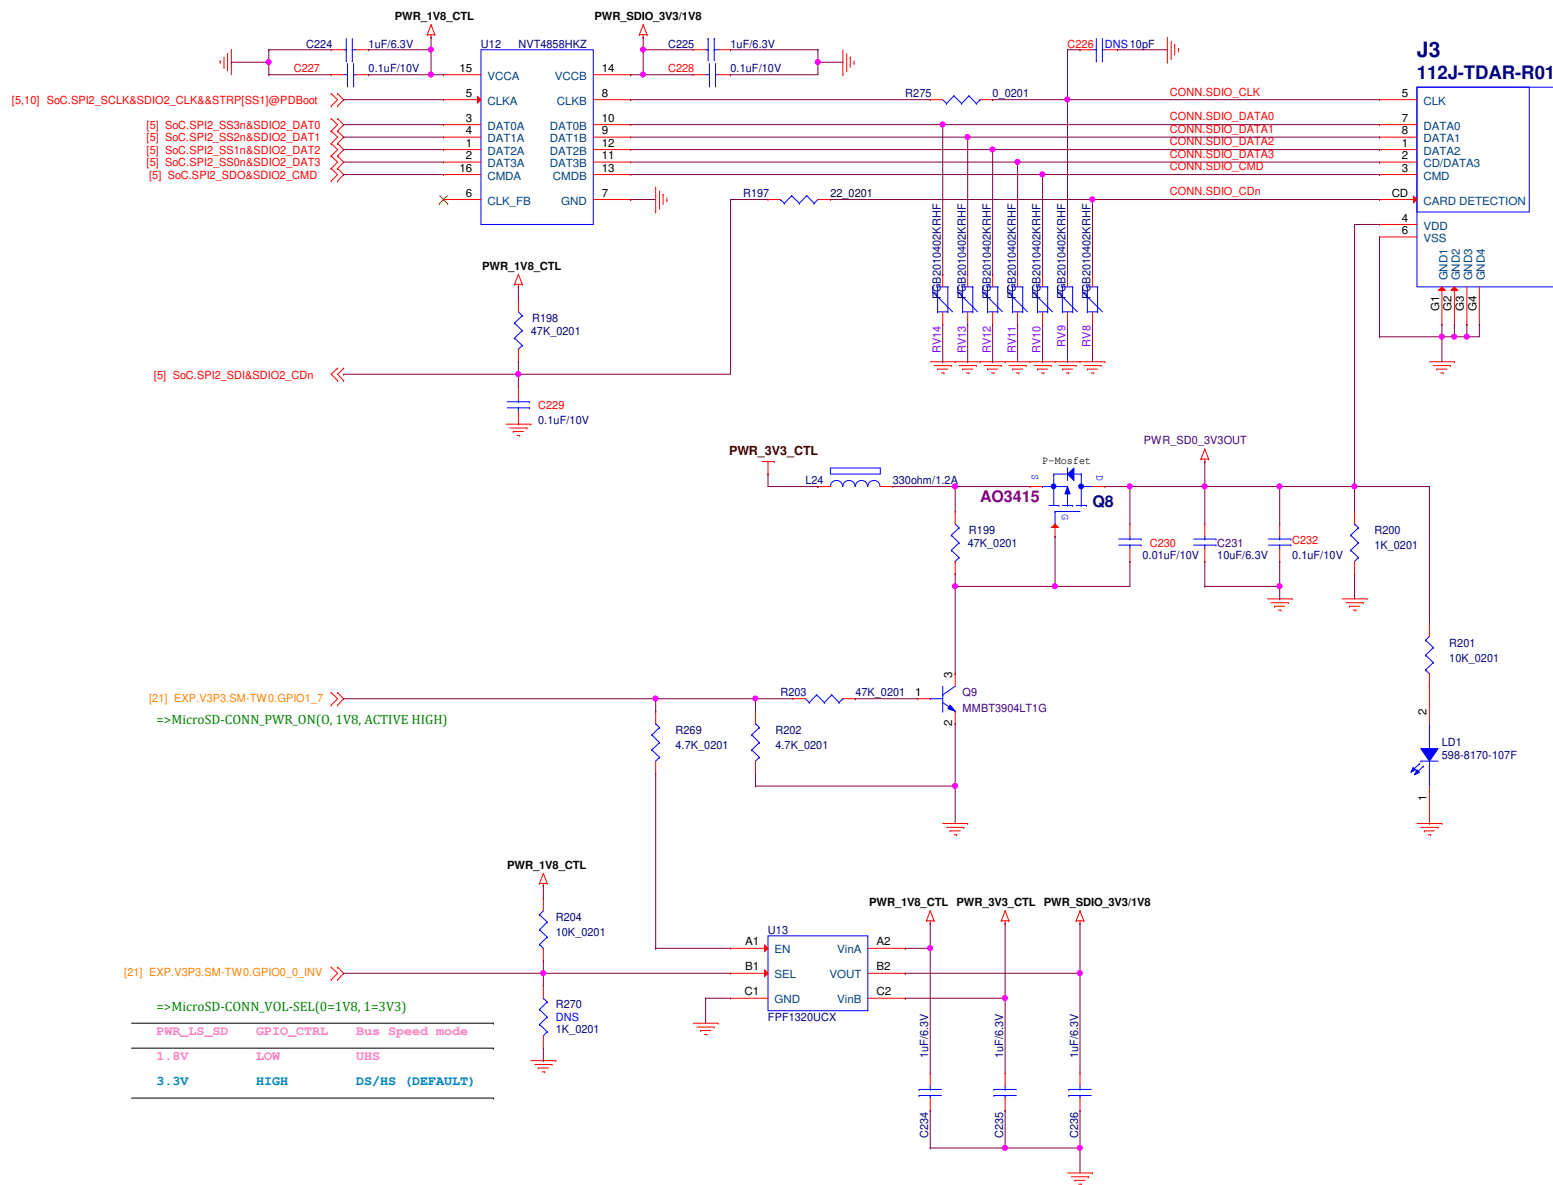 PWR_1V8_CTL
PWR_SDIO_3V3/1V8
C224 1uF/6.3V
U12 NVT4858HKZ
C225 1uF/6.3V
C226 DNS 10pF
J3
112J-TDAR-R01
C227 0.1uF/10V
15 VCCA VCCB 14
C228 0.1uF/10V
[5,10] SoC.SPI2_SCLK&SDIO2_CLK&&STRP[SS1]@PDBoot
5 CLKA CLKB 8
R275 0_0201
CONN.SDIO_CLK
5 CLK
[5] SoC.SPI2_SS3n&SDIO2_DAT0
3 DAT0A DAT0B 10
CONN.SDIO_DATA0
7 DATA0
[5] SoC.SPI2_SS2n&SDIO2_DAT1
4 DAT1A DAT1B 9
CONN.SDIO_DATA1
8 DATA1
[5] SoC.SPI2_SS1n&SDIO2_DAT2
1 DAT2A DAT2B 12
CONN.SDIO_DATA2
1 DATA2
[5] SoC.SPI2_SS0n&SDIO2_DAT3
2 DAT3A DAT3B 11
CONN.SDIO_DATA3
2 CD/DATA3
[5] SoC.SPI2_SDO&SDIO2_CMD
16 CMDA CMDB 13
CONN.SDIO_CMD
3 CMD
6 CLK_FB GND 7
R197 22_0201
CONN.SDIO_CDn
CD CARD DETECTION
4 VDD
6 VSS
GND1
GND2
GND3
GND4
G1
G2
G3
G4
PGB2010402KRHF
PGB2010402KRHF
PGB2010402KRHF
PGB2010402KRHF
PGB2010402KRHF
PGB2010402KRHF
PGB2010402KRHF
RV14
RV13
RV12
RV11
RV10
RV9
RV8
PWR_1V8_CTL
R198
47K_0201
[5] SoC.SPI2_SDI&SDIO2_CDn
C229
0.1uF/10V
PWR_3V3_CTL
L24 330ohm/1.2A
P-Mosfet
S D
G
AO3415
Q8
PWR_SD0_3V3OUT
R199
47K_0201
C230
0.01uF/10V
C231
10uF/6.3V
C232
0.1uF/10V
R200
1K_0201
R201
10K_0201
[21] EXP.V3P3.SM-TW0.GPIO1_7
=>MicroSD-CONN_PWR_ON(O, 1V8, ACTIVE HIGH)
R203 47K_0201
1
3
2
Q9
MMBT3904LT1G
R269
4.7K_0201
R202
4.7K_0201
2
LD1
598-8170-107F
1
PWR_1V8_CTL
R204
10K_0201
PWR_1V8_CTL
PWR_3V3_CTL
PWR_SDIO_3V3/1V8
U13
A1 EN VinA A2
[21] EXP.V3P3.SM-TW0.GPIO0_0_INV
B1 SEL VOUT B2
C1 GND VinB C2
FPF1320UCX
=>MicroSD-CONN_VOL-SEL(0=1V8, 1=3V3)
R270
DNS
1K_0201
PWR_LS_SD GPIO_CTRL Bus Speed mode
1.8V LOW UHS
3.3V HIGH DS/HS (DEFAULT)
1uF/6.3V
1uF/6.3V
1uF/6.3V
C234
C235
C236